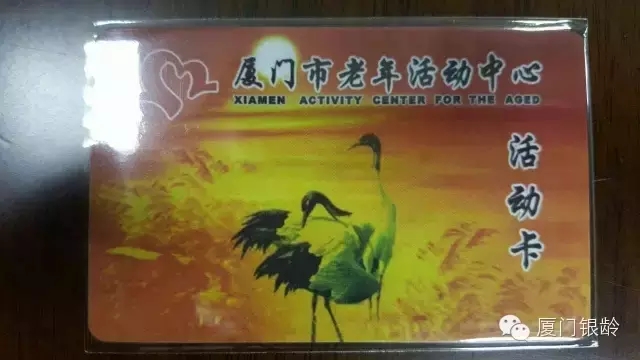 厦门市老年活动中心
XIAMEN ACTIVITY CENTER FOR THE AGED
活动卡
厦门银龄